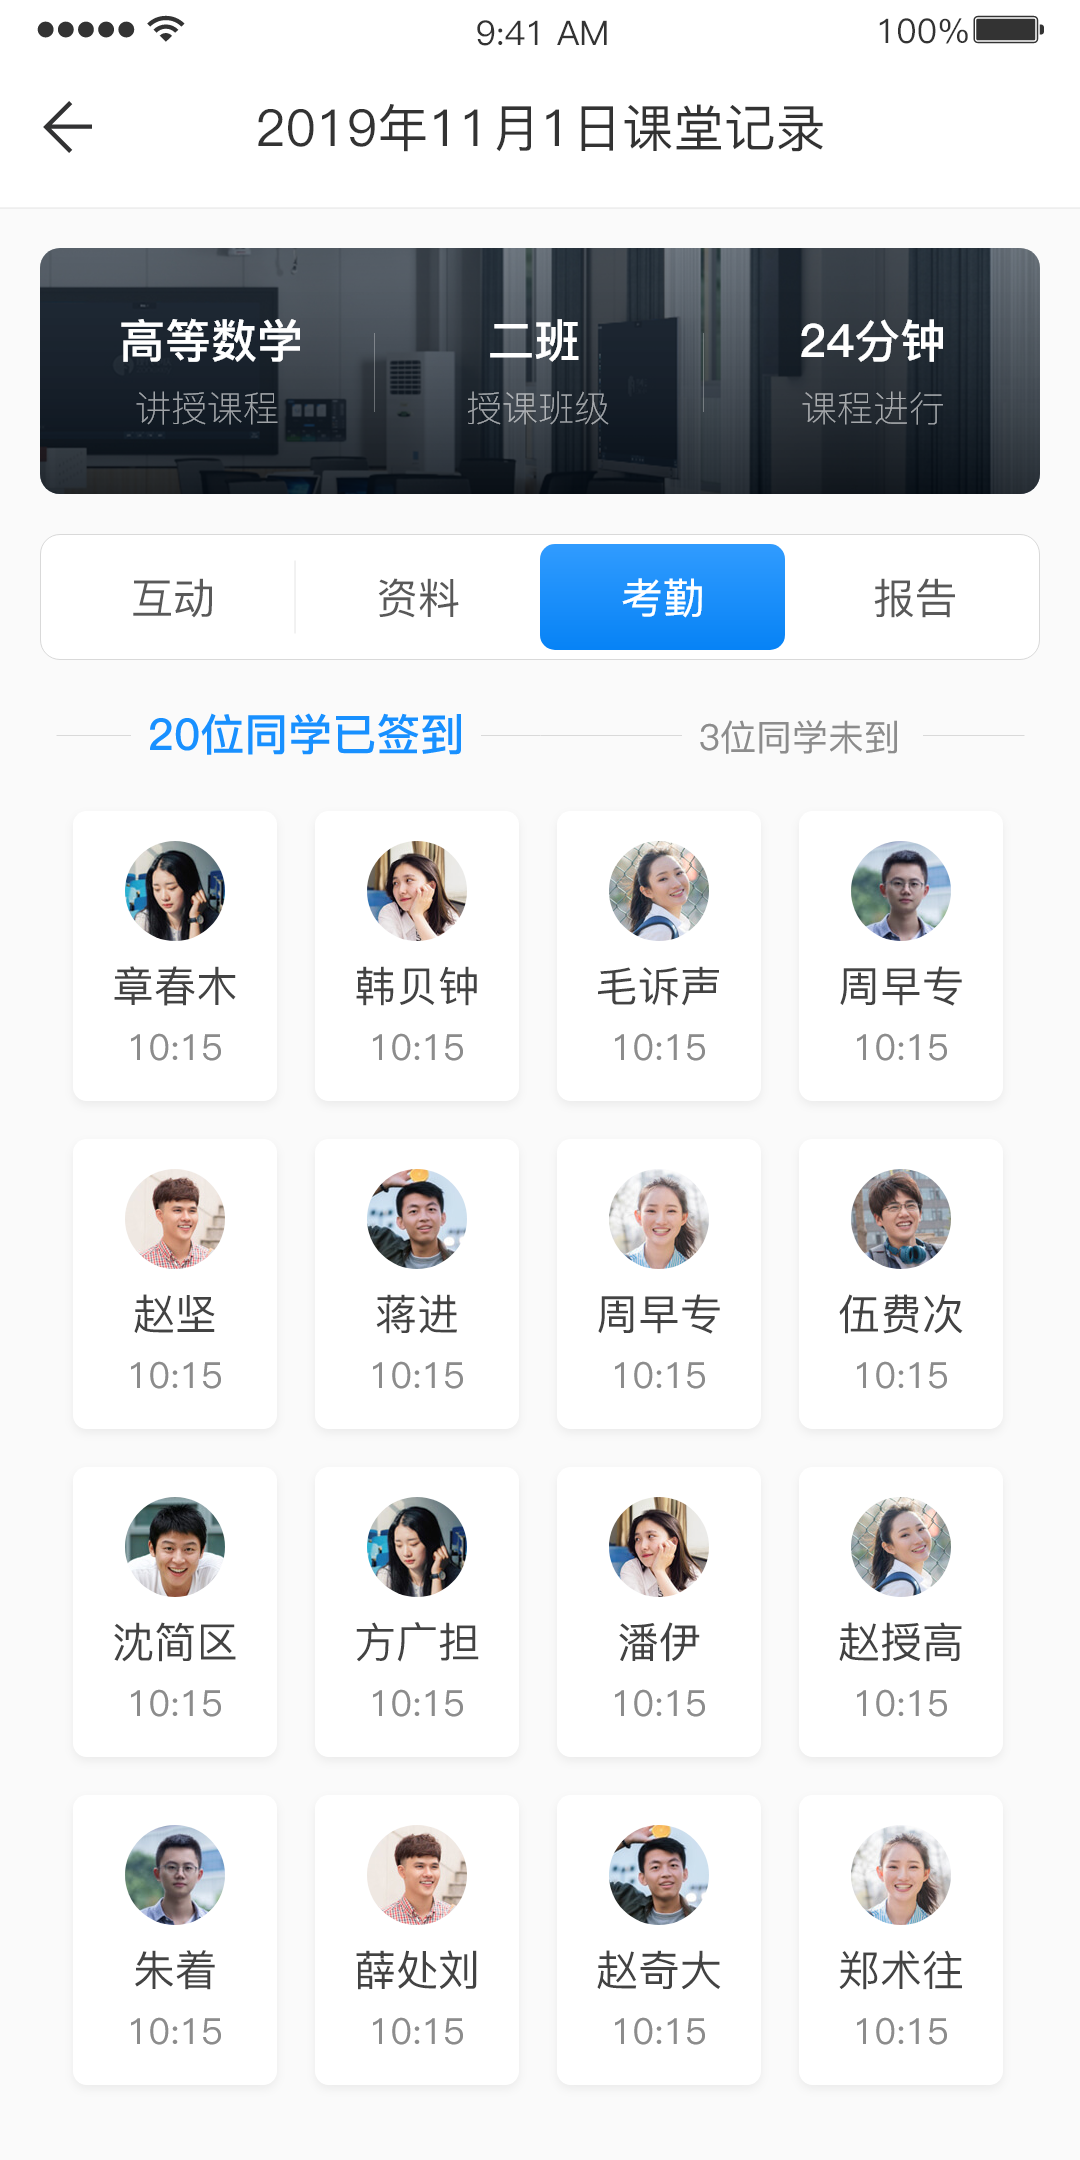 9:41 AM
100%
2019年11月1日课堂记录
高等数学 二班 24分钟
讲授课程 授课班级 课程进行
互动 资料 考勤 报告
20位同学已签到 3位同学未到
章春木 韩贝钟 毛诉声 周早专
10:15 10:15 10:15 10:15
赵坚 蒋进 周早专 伍费次
10:15 10:15 10:15 10:15
沈简区 方广担 潘伊 赵授高
10:15 10:15 10:15 10:15
朱着 薛处刘 赵奇大 郑术往
10:15 10:15 10:15 10:15